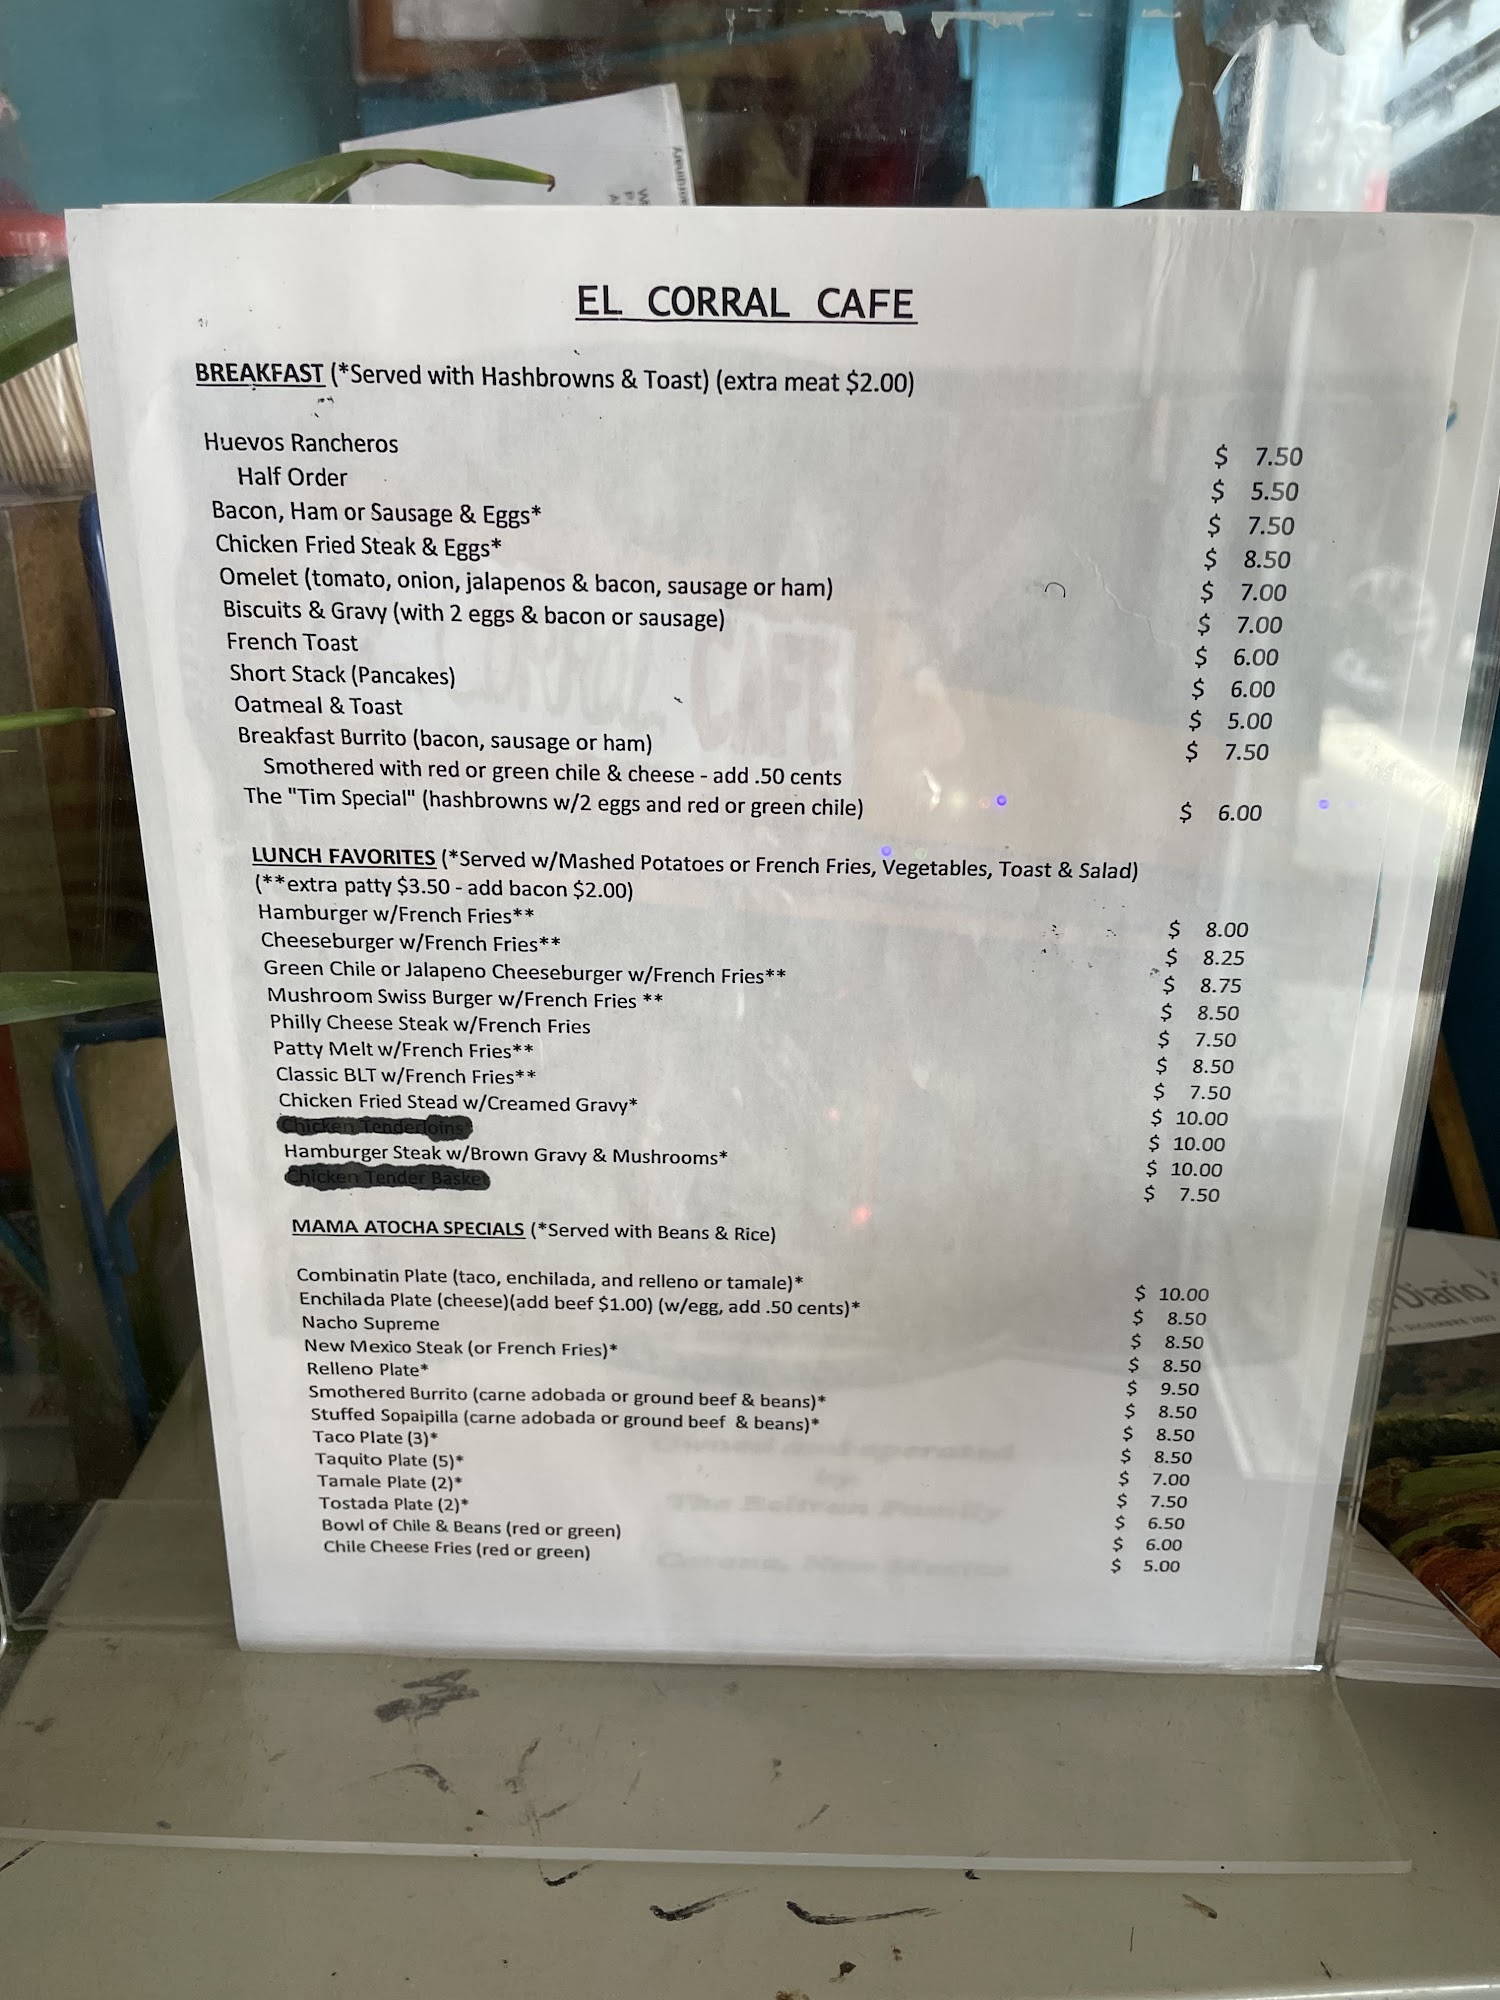 EL CORRAL CAFE
BREAKFAST (*Served with Hashbrowns & Toast) (extra meat $2.00)
Huevos Rancheros $ 7.50
Half Order $ 5.50
Bacon, Ham or Sausage & Eggs* $ 7.50
Chicken Fried Steak & Eggs* $ 8.50
Omelet (tomato, onion, jalapenos & bacon, sausage or ham) $ 7.00
Biscuits & Gravy (with 2 eggs & bacon or sausage) $ 7.00
French Toast $ 6.00
Short Stack (Pancakes) $ 6.00
Oatmeal & Toast $ 5.00
Breakfast Burrito (bacon, sausage or ham) $ 7.50
Smothered with red or green chile & cheese - add .50 cents
The "Tim Special" (hashbrowns w/2 eggs and red or green chile) $ 6.00
LUNCH FAVORITES (*Served w/Mashed Potatoes or French Fries, Vegetables, Toast & Salad)
(**extra patty $3.50 - add bacon $2.00)
Hamburger w/French Fries** $ 8.00
Cheeseburger w/French Fries** $ 8.25
Green Chile or Jalapeno Cheeseburger w/French Fries** $ 8.75
Mushroom Swiss Burger w/French Fries ** $ 8.50
Philly Cheese Steak w/French Fries $ 7.50
Patty Melt w/French Fries** $ 8.50
Classic BLT w/French Fries** $ 7.50
Chicken Fried Stead w/Creamed Gravy* $ 10.00
Chicken Tenderloins* $ 10.00
Hamburger Steak w/Brown Gravy & Mushrooms* $ 10.00
Chicken Tender Basket $ 7.50
MAMA ATOCHA SPECIALS (*Served with Beans & Rice)
Combinatin Plate (taco, enchilada, and relleno or tamale)* $ 10.00
Enchilada Plate (cheese)(add beef $1.00) (w/egg, add .50 cents)* $ 8.50
Nacho Supreme $ 8.50
New Mexico Steak (or French Fries)* $ 8.50
Relleno Plate* $ 9.50
Smothered Burrito (carne adobada or ground beef & beans)* $ 8.50
Stuffed Sopaipilla (carne adobada or ground beef & beans)* $ 8.50
Taco Plate (3)* $ 8.50
Taquito Plate (5)* $ 7.00
Tamale Plate (2)* $ 7.50
Tostada Plate (2)* $ 6.50
Bowl of Chile & Beans (red or green) $ 6.00
Chile Cheese Fries (red or green) $ 5.00
CAFE
Owned and operated
by
The Beltran Family
Diario